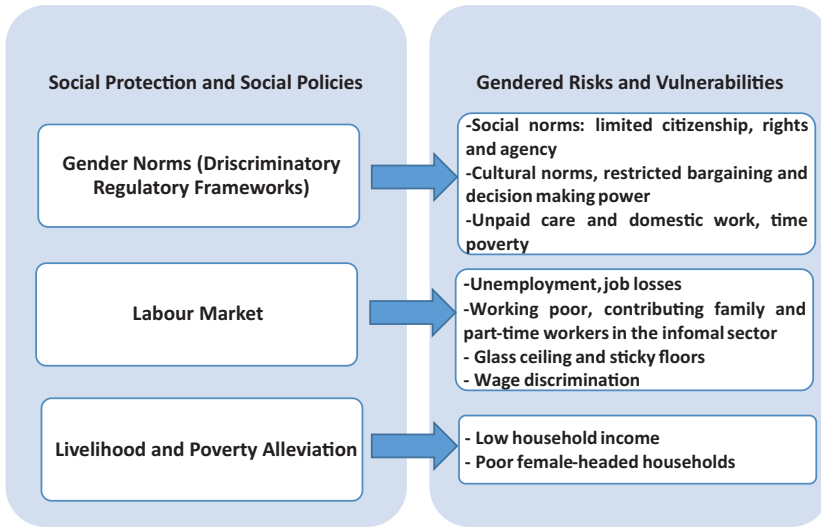 Social Protection and Social Policies
Gendered Risks and Vulnerabilities
Gender Norms (Driscriminatory
Regulatory Frameworks)
-Social norms: limited citizenship, rights
and agency
-Cultural norms, restricted bargaining and
decision making power
-Unpaid care and domestic work, time
poverty
Labour Market
-Unemployment, job losses
-Working poor, contributing family and
part-time workers in the infomal sector
- Glass ceiling and sticky floors
- Wage discrimination
Livelihood and Poverty Alleviation
- Low household income
- Poor female-headed households